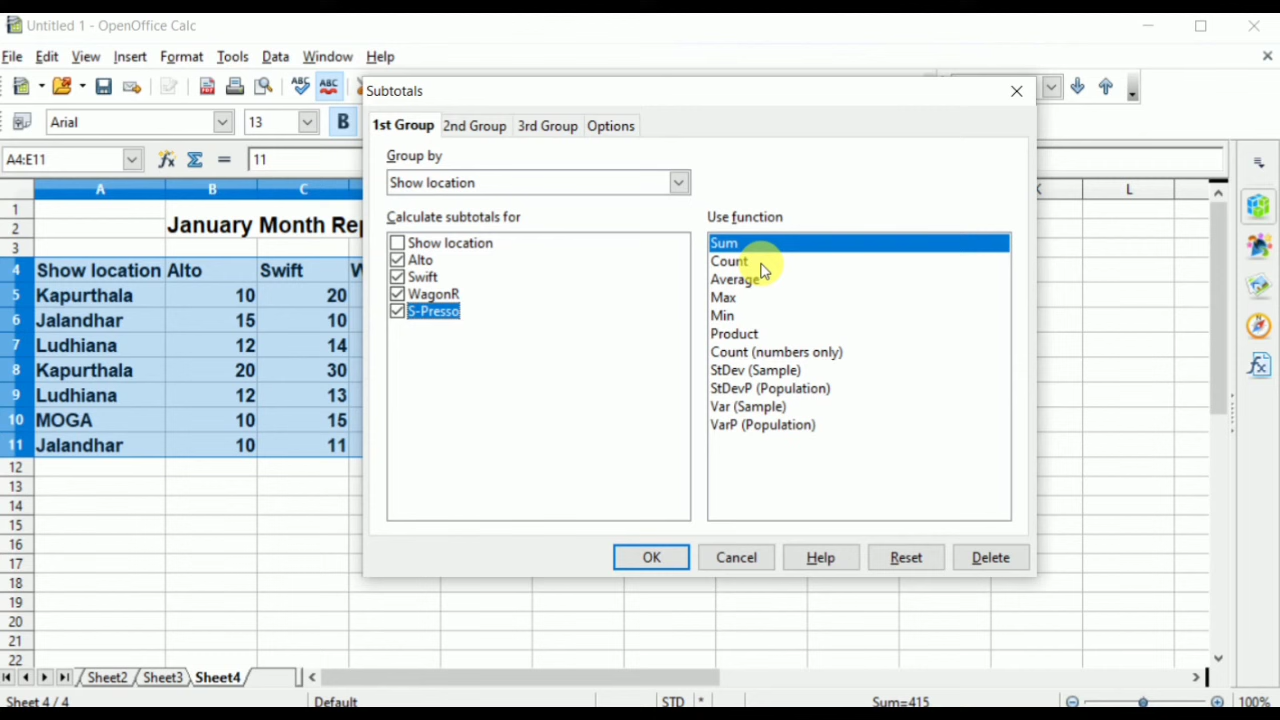 Untitled 1 - OpenOffice Calc
File Edit View Insert Format Tools Data Window Help
Subtotals
Arial 13 B
1st Group 2nd Group 3rd Group Options
A4:E11 11
Group by
Show location
Calculate subtotals for Use function
Show location
Alto
Swift
WagonR
S-Presso
Sum
Count
Average
Max
Min
Product
Count (numbers only)
StDev (Sample)
StDevP (Population)
Var (Sample)
VarP (Population)
OK Cancel Help Reset Delete
A B C K L
1
2 January Month Rep
3
4 Show location Alto Swift W
5 Kapurthala 10 20
6 Jalandhar 15 10
7 Ludhiana 12 14
8 Kapurthala 20 30
9 Ludhiana 12 13
10 MOGA 10 15
11 Jalandhar 10 11
12
13
14
15
16
17
18
19
20
21
22
Sheet2 Sheet3 Sheet4
Sheet 4 / 4 Default STD * Sum=415 100%